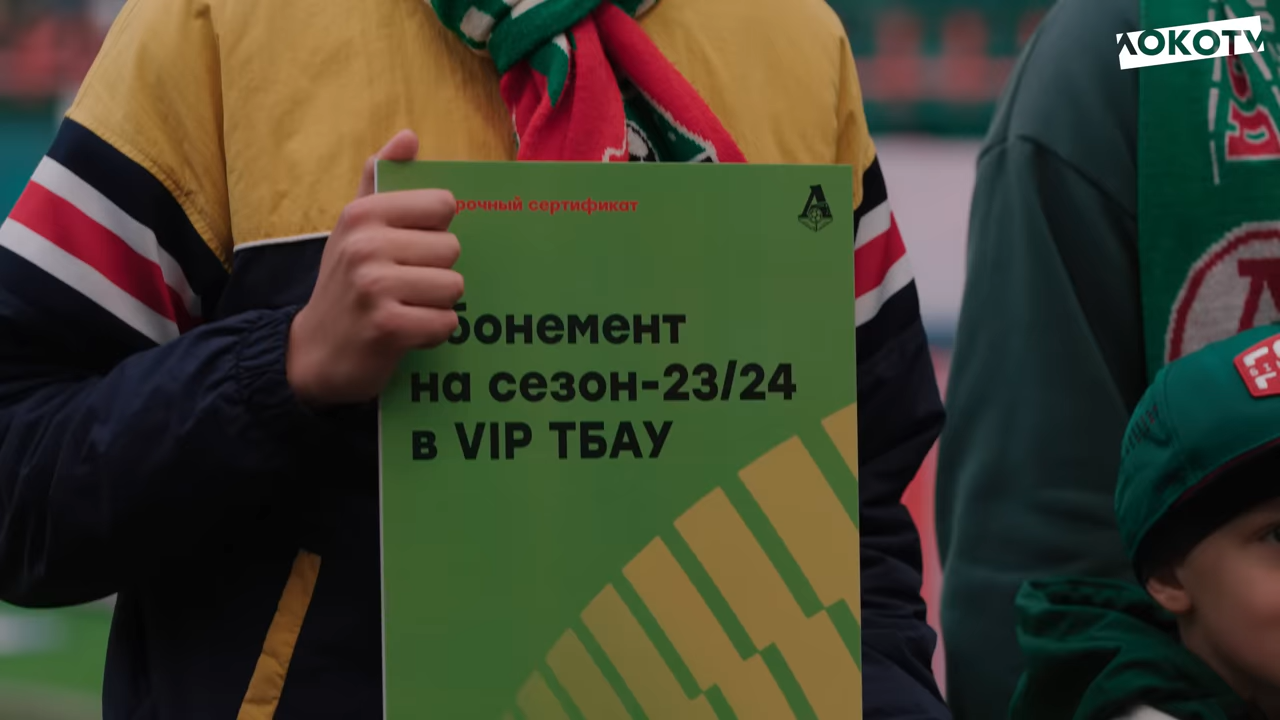 ЛОКОTV
рочный сертификат
бонемент
на сезон-23/24
в VIP ТБАУ